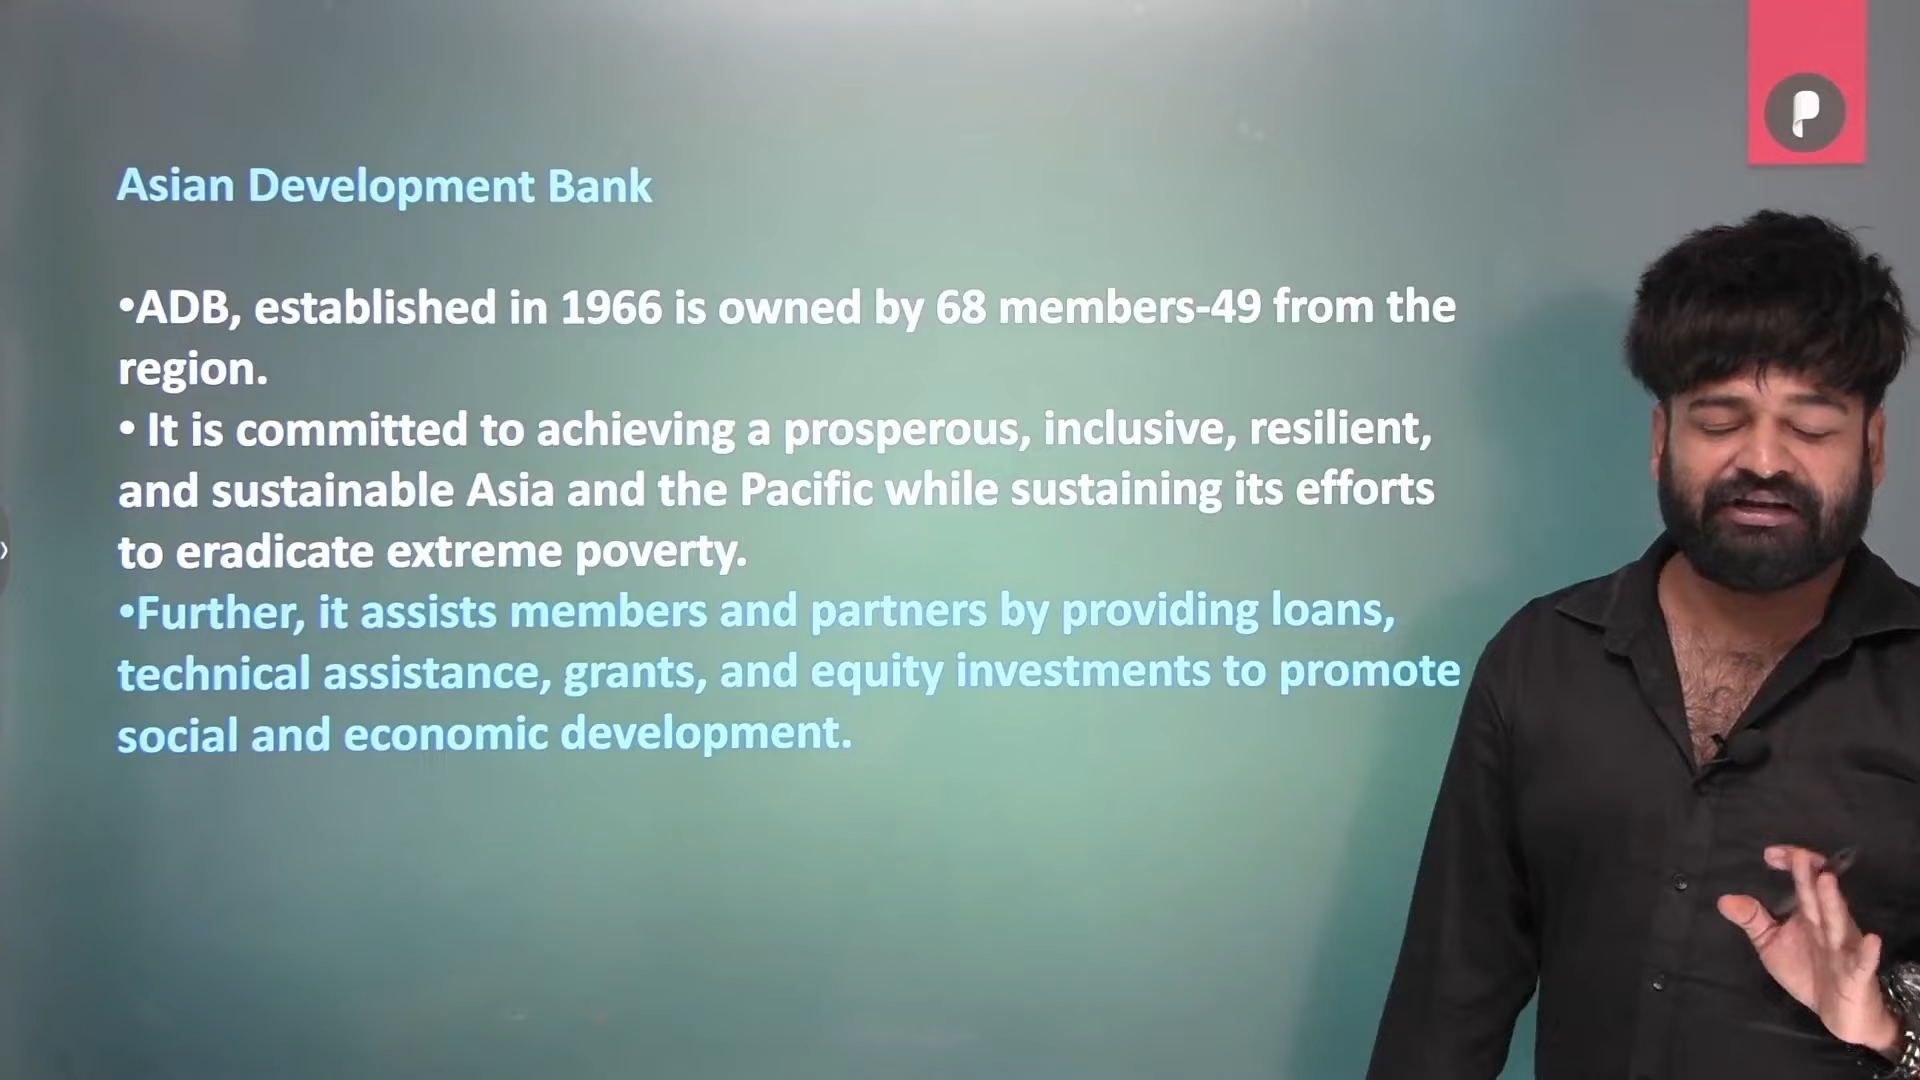 Asian Development Bank
•ADB, established in 1966 is owned by 68 members-49 from the
region.
• It is committed to achieving a prosperous, inclusive, resilient,
and sustainable Asia and the Pacific while sustaining its efforts
to eradicate extreme poverty.
•Further, it assists members and partners by providing loans,
technical assistance, grants, and equity investments to promote
social and economic development.